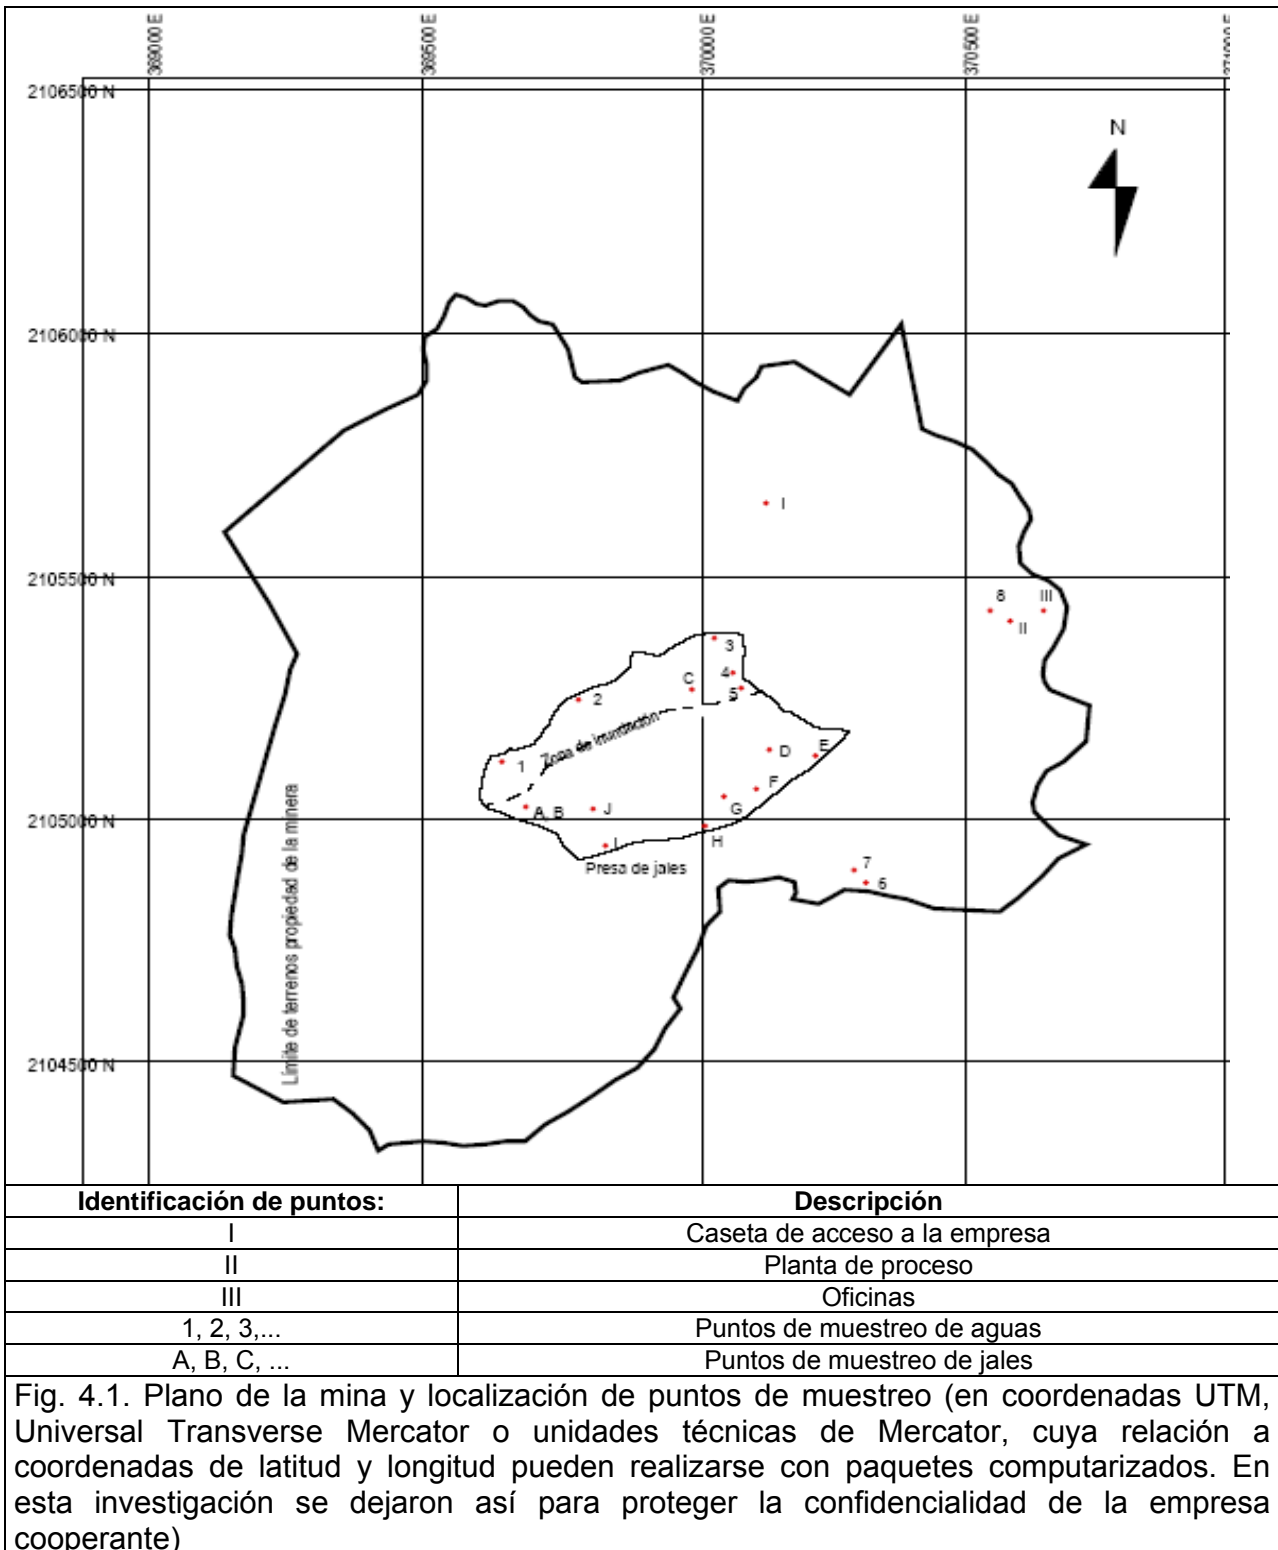 369000 E
369500 E
370000 E
370500 E
371000 E
2106500 N
N
2106000 N
I
2105500 N
8
III
II
3
4
C
5
2
Zona de inundación
D
E
1
F
A, B
J
G
2105000 N
H
I
Presa de jales
7
6
Límite de terrenos propiedad de la minera
2104500 N
Identificación de puntos:
Descripción
I
Caseta de acceso a la empresa
II
Planta de proceso
III
Oficinas
1, 2, 3,...
Puntos de muestreo de aguas
A, B, C, ...
Puntos de muestreo de jales
Fig. 4.1. Plano de la mina y localización de puntos de muestreo (en coordenadas UTM,
Universal Transverse Mercator o unidades técnicas de Mercator, cuya relación a
coordenadas de latitud y longitud pueden realizarse con paquetes computarizados. En
esta investigación se dejaron así para proteger la confidencialidad de la empresa
cooperante)